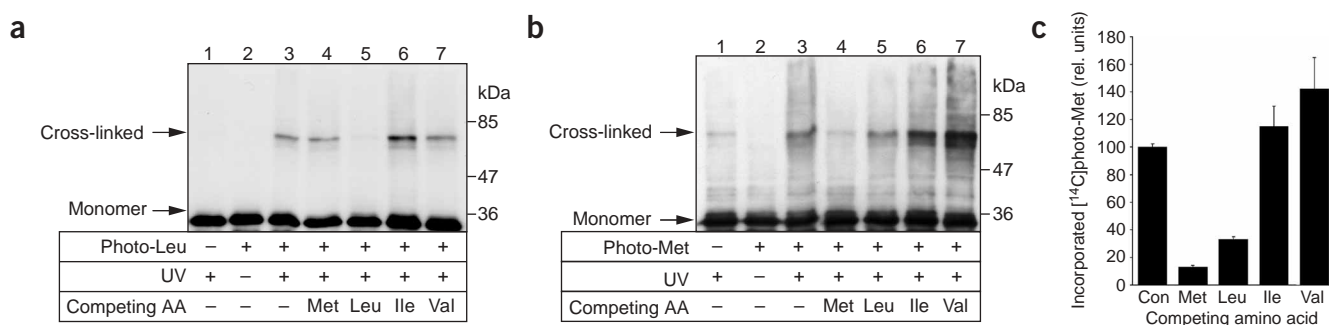 a
1 2 3 4 5 6 7
kDa
Cross-linked
85
47
Monomer
36
Photo-Leu – + + + + + +
UV + – + + + + +
Competing AA – – – Met Leu Ile Val
b
1 2 3 4 5 6 7
kDa
Cross-linked
85
47
Monomer
36
Photo-Met – + + + + + +
UV + – + + + + +
Competing AA – – – Met Leu Ile Val
c
Incorporated [¹⁴C]photo-Met (rel. units)
180
160
140
120
100
80
60
40
20
0
Con Met Leu Ile Val
Competing amino acid